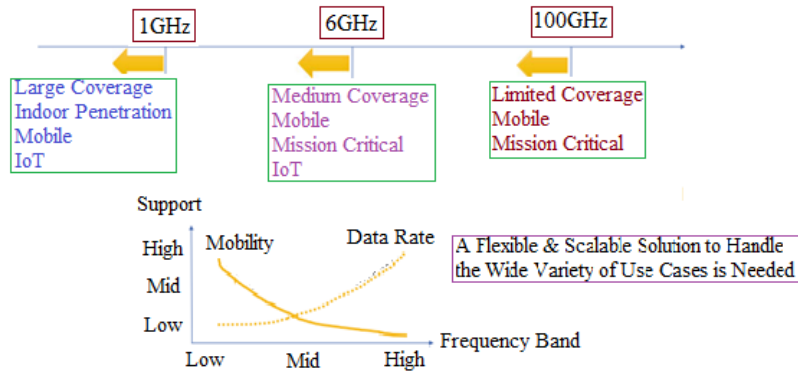 1GHz
6GHz
100GHz
Large Coverage
Indoor Penetration
Mobile
IoT
Medium Coverage
Mobile
Mission Critical
IoT
Limited Coverage
Mobile
Mission Critical
Support
High
Mid
Low
Mobility
Data Rate
Low
Mid
High
Frequency Band
A Flexible & Scalable Solution to Handle
the Wide Variety of Use Cases is Needed